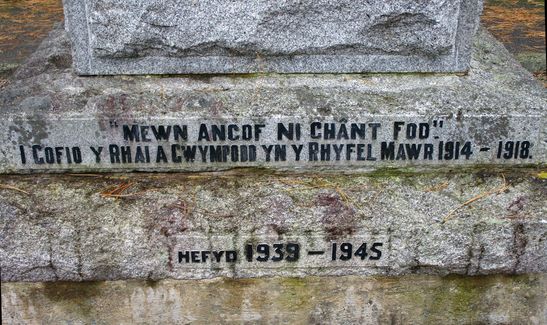 "MEWN ANGOF NI CHÂNT FOD"
I GOFIO Y RHAI A GWYMPODD YN Y RHYFEL MAWR 1914 - 1918.
HEFYD 1939 - 1945